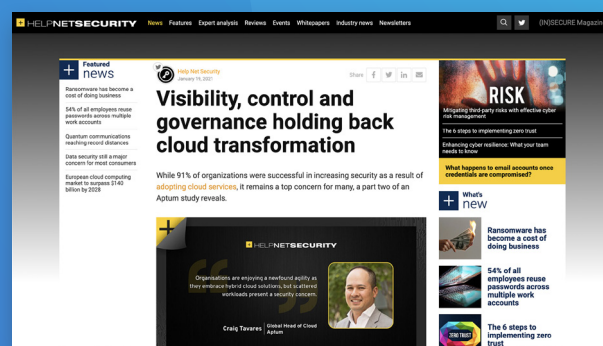 HELPNETSECURITY News Features Expert analysis Reviews Events Whitepapers Industry news Newsletters (IN)SECURE Magazin
Featured
news
Ransomware has become a
cost of doing business
54% of all employees reuse
passwords across multiple
work accounts
Quantum communications
reaching record distances
Data security still a major
concern for most consumers
European cloud computing
market to surpass $140
billion by 2028
Help Net Security
January 19, 2021
Share
Visibility, control and
governance holding back
cloud transformation
While 91% of organizations were successful in increasing security as a result of
adopting cloud services, it remains a top concern for many, a part two of an
Aptum study reveals.
HELPNETSECURITY
Organisations are enjoying a newfound agility as
they embrace hybrid cloud solutions, but scattered
workloads present a security concern.
Craig Tavares Global Head of Cloud
Aptum
RISK
Mitigating third-party risks with effective cyber
risk management
The 6 steps to implementing zero trust
Enhancing cyber resilience: What your team
needs to know
What happens to email accounts once
credentials are compromised?
What's
new
Ransomware has
become a cost of
doing business
54% of all
employees reuse
passwords across
multiple work
accounts
ZERO TRUST
The 6 steps to
implementing zero
trust